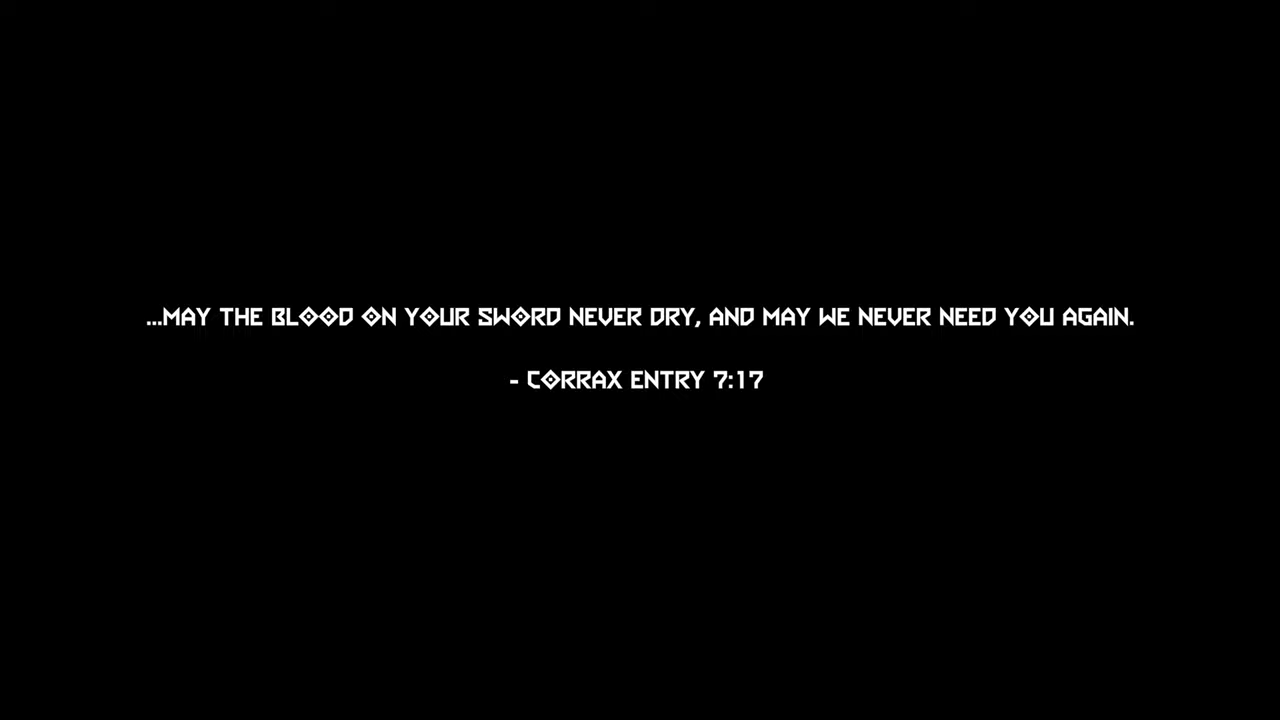 ...MAY THE BLOOD ON YOUR SWORD NEVER DRY, AND MAY WE NEVER NEED YOU AGAIN.
- CORRAX ENTRY 7:17